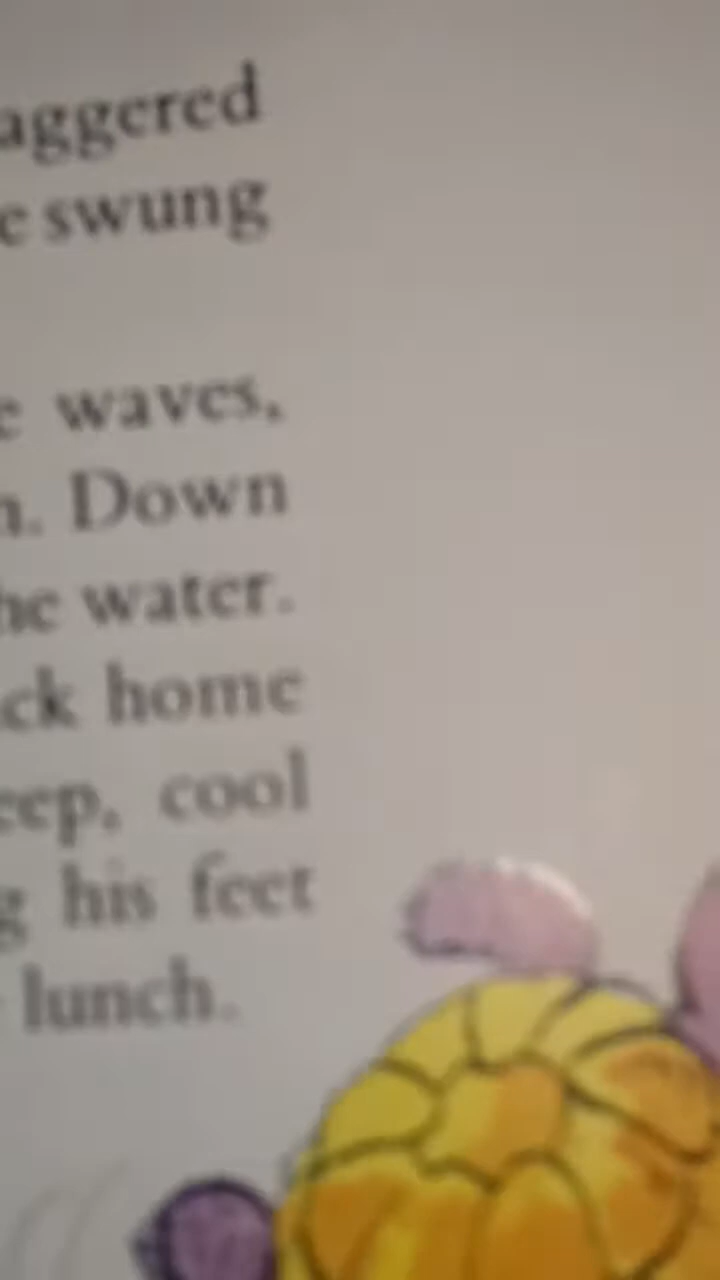 aggered
e swung
e waves,
n. Down
he water.
ck home
eep, cool
g his feet
lunch.